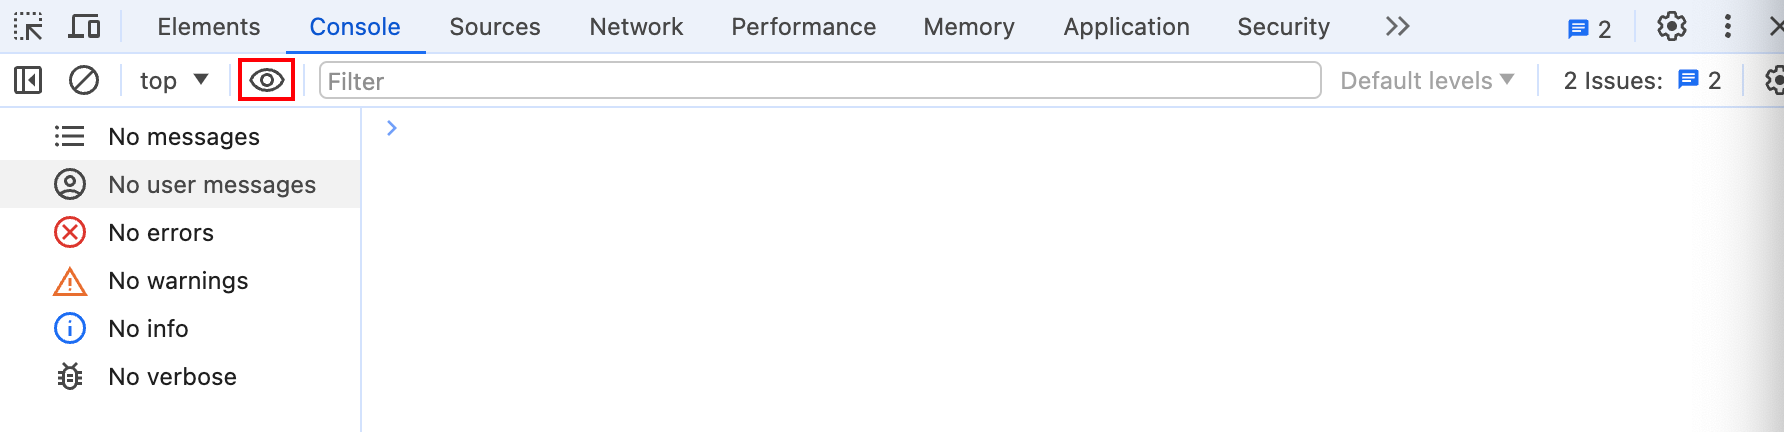 Elements Console Sources Network Performance Memory Application Security 2
top Filter Default levels 2 Issues: 2
No messages
No user messages
No errors
No warnings
No info
No verbose